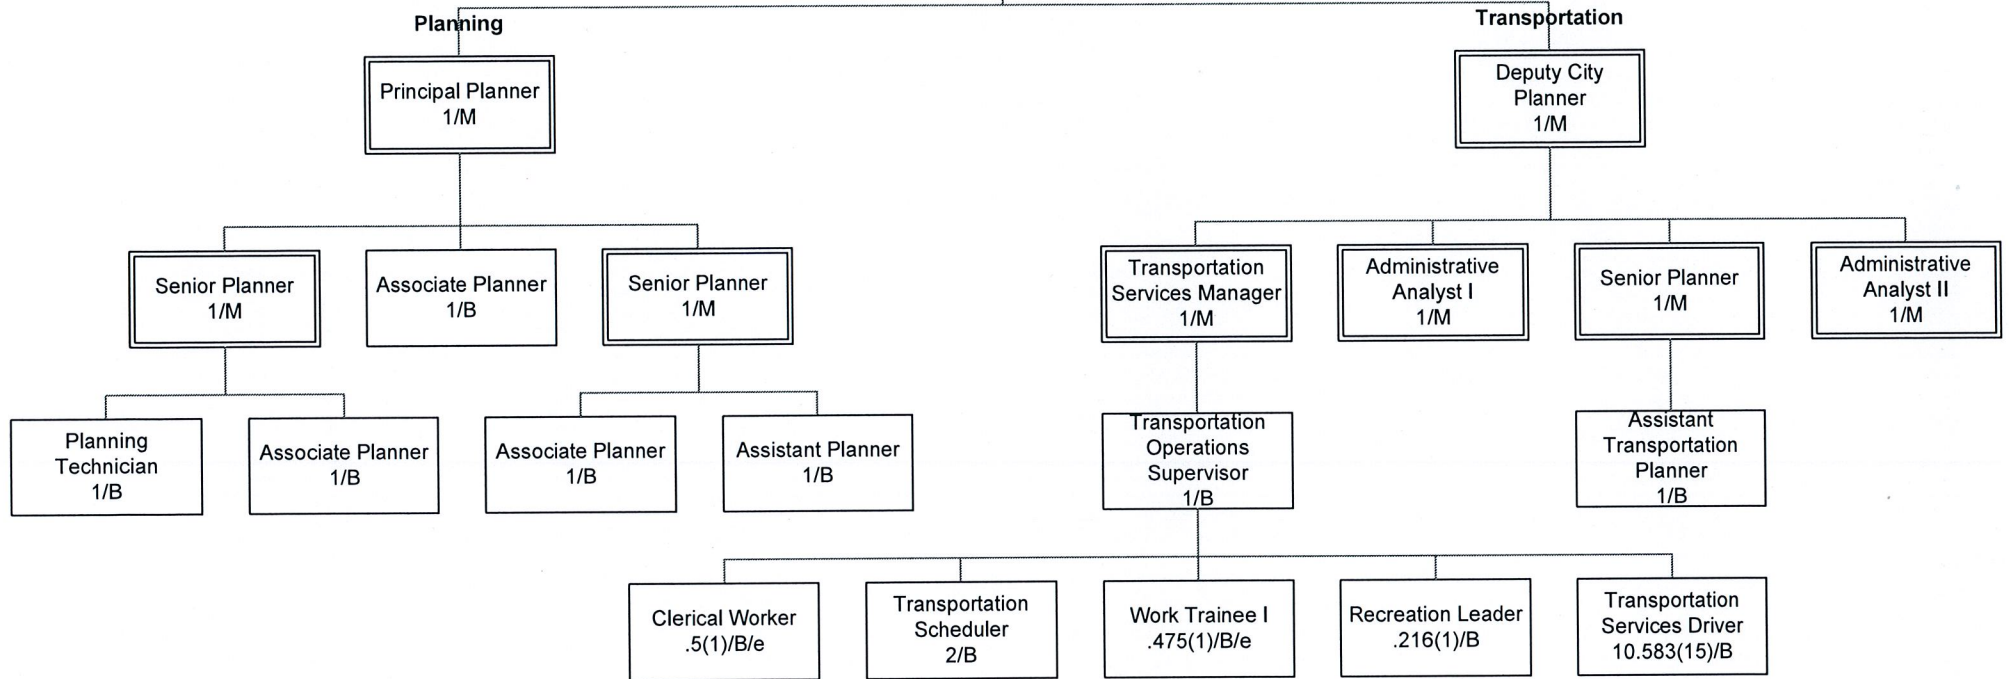 Planning
Transportation
Principal Planner
1/M
Deputy City
Planner
1/M
Senior Planner
1/M
Associate Planner
1/B
Senior Planner
1/M
Transportation
Services Manager
1/M
Administrative
Analyst I
1/M
Senior Planner
1/M
Administrative
Analyst II
1/M
Planning
Technician
1/B
Associate Planner
1/B
Associate Planner
1/B
Assistant Planner
1/B
Transportation
Operations
Supervisor
1/B
Assistant
Transportation
Planner
1/B
Clerical Worker
.5(1)/B/e
Transportation
Scheduler
2/B
Work Trainee I
.475(1)/B/e
Recreation Leader
.216(1)/B
Transportation
Services Driver
10.583(15)/B